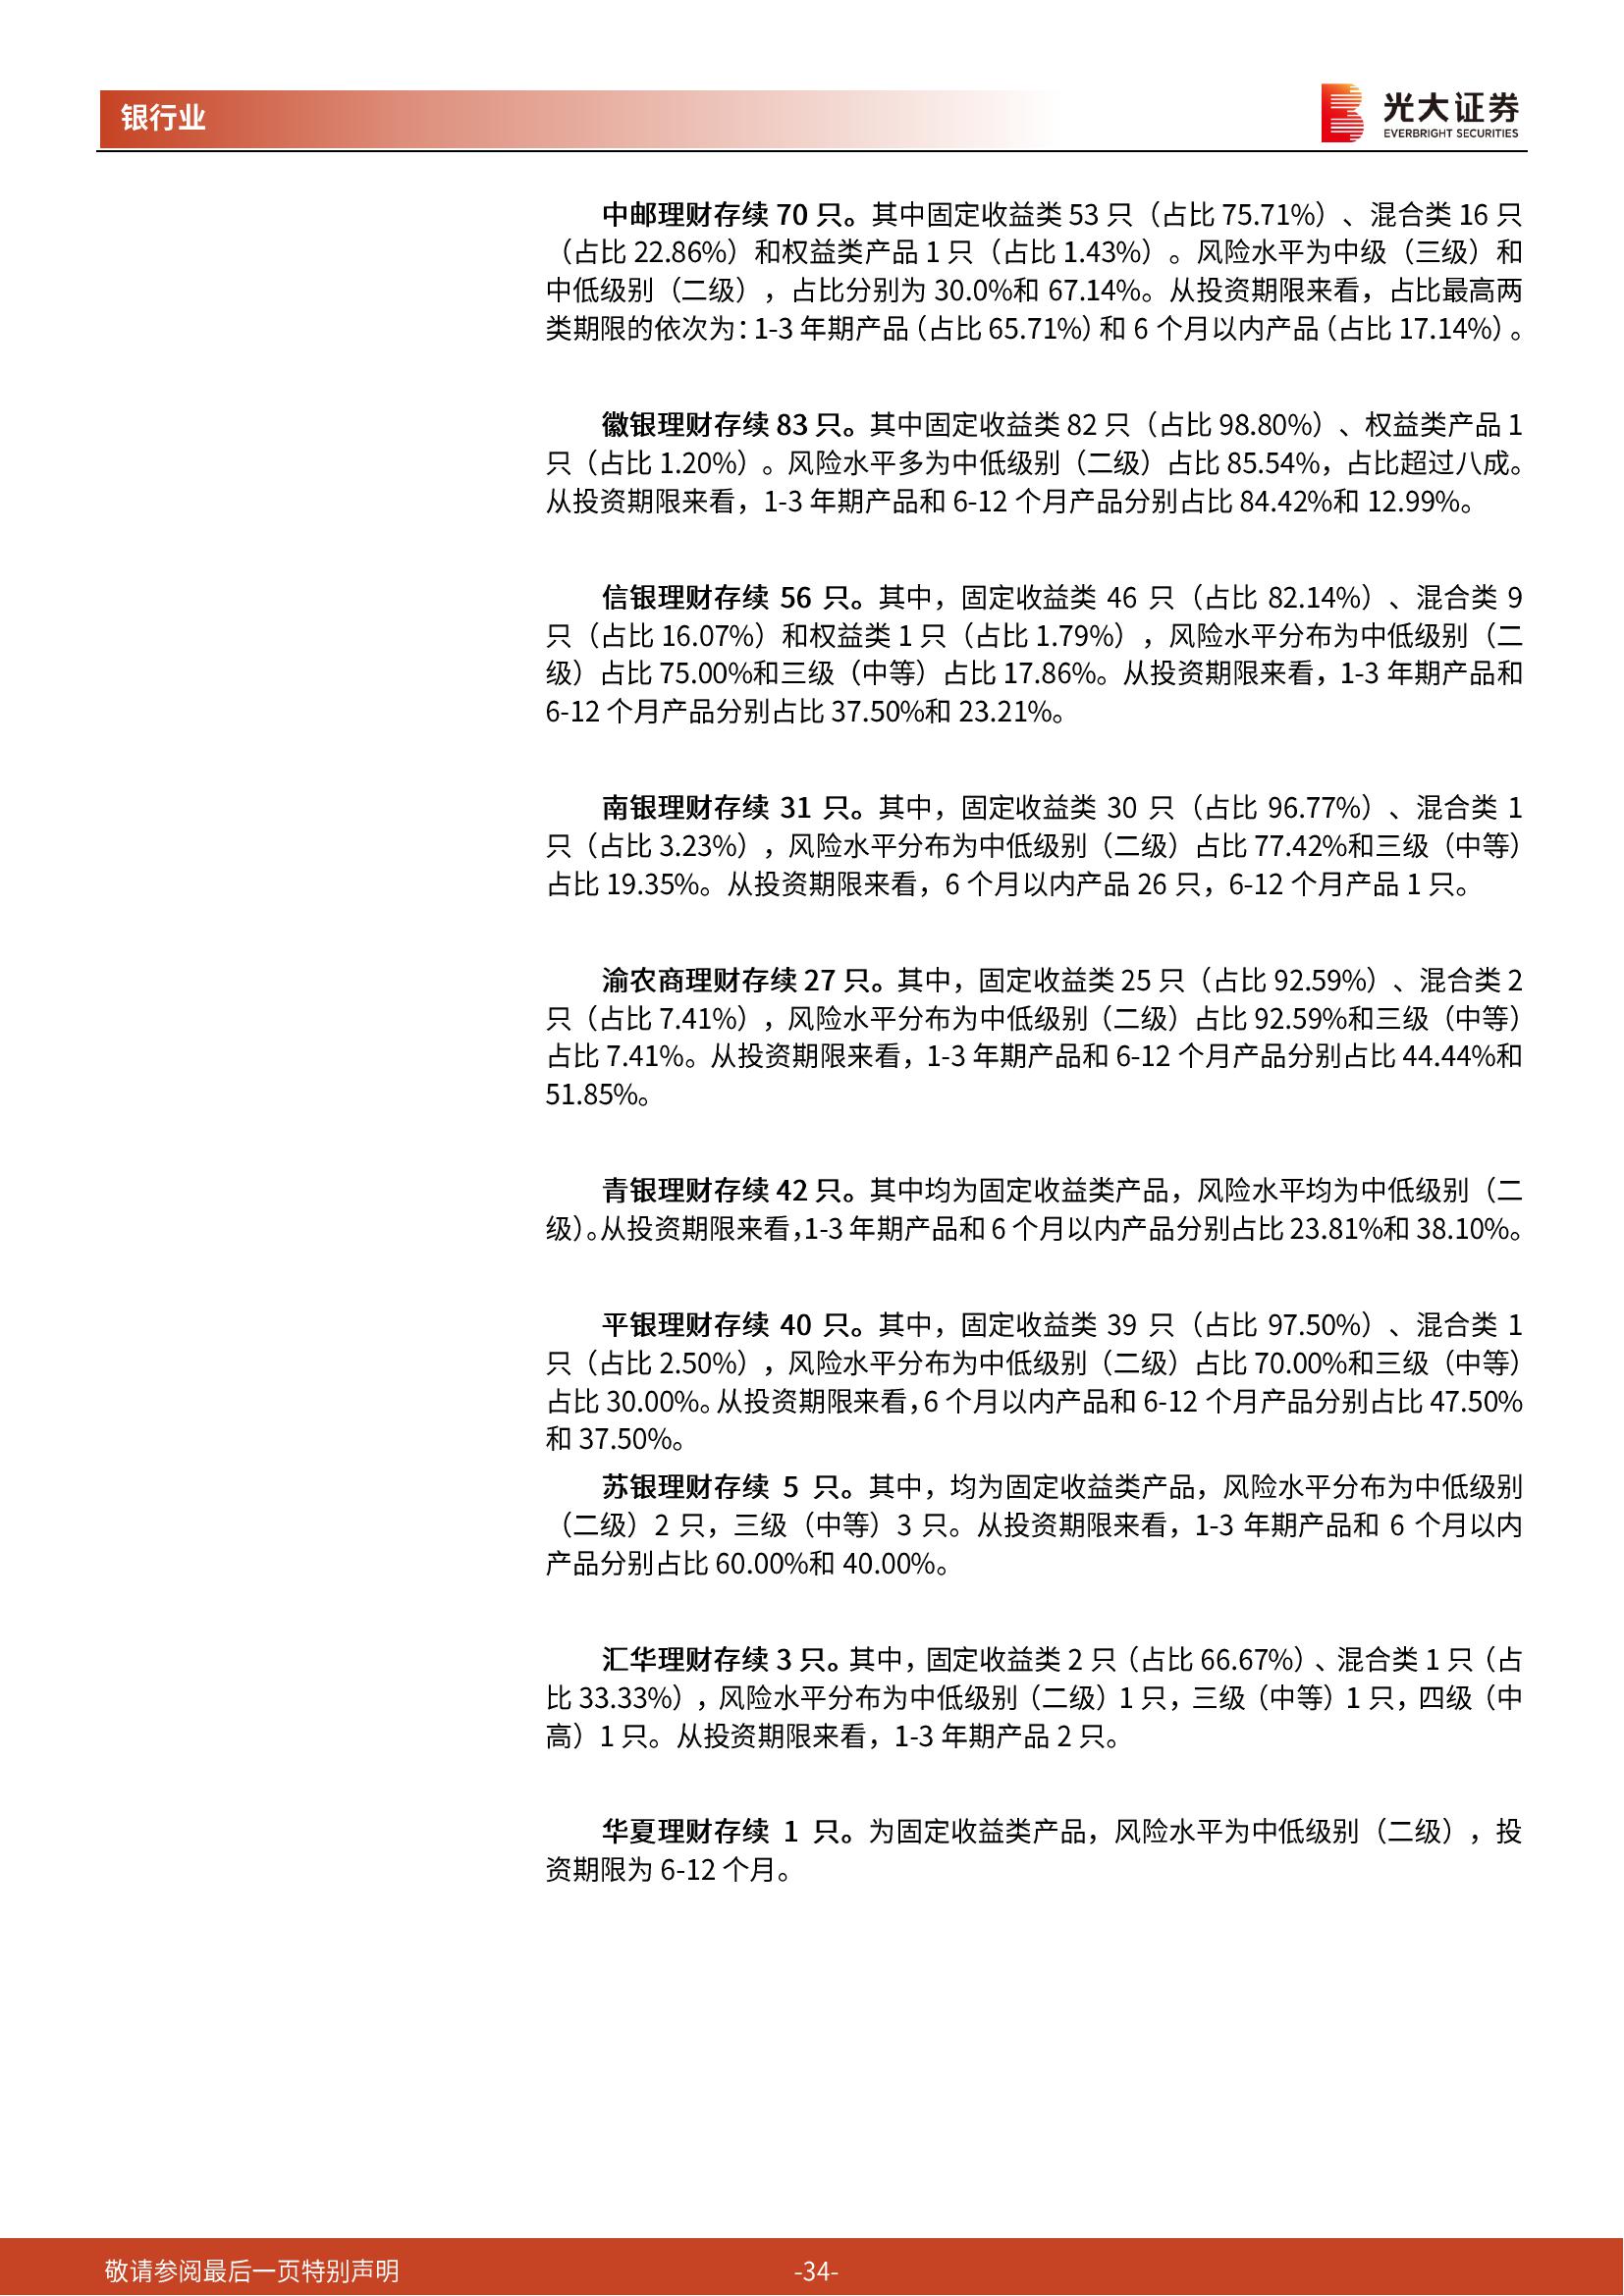 银行业
光大证券
EVERBRIGHT SECURITIES
中邮理财存续 70 只。其中固定收益类 53 只（占比 75.71%）、混合类 16 只
（占比 22.86%）和权益类产品 1 只（占比 1.43%）。风险水平为中级（三级）和
中低级别（二级），占比分别为 30.0%和 67.14%。从投资期限来看，占比最高两
类期限的依次为：1-3 年期产品（占比 65.71%）和 6 个月以内产品（占比 17.14%）。
徽银理财存续 83 只。其中固定收益类 82 只（占比 98.80%）、权益类产品 1
只（占比 1.20%）。风险水平多为中低级别（二级）占比 85.54%，占比超过八成。
从投资期限来看，1-3 年期产品和 6-12 个月产品分别占比 84.42%和 12.99%。
信银理财存续 56 只。其中，固定收益类 46 只（占比 82.14%）、混合类 9
只（占比 16.07%）和权益类 1 只（占比 1.79%），风险水平分布为中低级别（二
级）占比 75.00%和三级（中等）占比 17.86%。从投资期限来看，1-3 年期产品和
6-12 个月产品分别占比 37.50%和 23.21%。
南银理财存续 31 只。其中，固定收益类 30 只（占比 96.77%）、混合类 1
只（占比 3.23%），风险水平分布为中低级别（二级）占比 77.42%和三级（中等）
占比 19.35%。从投资期限来看，6 个月以内产品 26 只，6-12 个月产品 1 只。
渝农商理财存续 27 只。其中，固定收益类 25 只（占比 92.59%）、混合类 2
只（占比 7.41%），风险水平分布为中低级别（二级）占比 92.59%和三级（中等）
占比 7.41%。从投资期限来看，1-3 年期产品和 6-12 个月产品分别占比 44.44%和
51.85%。
青银理财存续 42 只。其中均为固定收益类产品，风险水平均为中低级别（二
级）。从投资期限来看，1-3 年期产品和 6 个月以内产品分别占比 23.81%和 38.10%。
平银理财存续 40 只。其中，固定收益类 39 只（占比 97.50%）、混合类 1
只（占比 2.50%），风险水平分布为中低级别（二级）占比 70.00%和三级（中等）
占比 30.00%。从投资期限来看，6 个月以内产品和 6-12 个月产品分别占比 47.50%
和 37.50%。
苏银理财存续 5 只。其中，均为固定收益类产品，风险水平分布为中低级别
（二级）2 只，三级（中等）3 只。从投资期限来看，1-3 年期产品和 6 个月以内
产品分别占比 60.00%和 40.00%。
汇华理财存续 3 只。其中，固定收益类 2 只（占比 66.67%）、混合类 1 只（占
比 33.33%），风险水平分布为中低级别（二级）1 只，三级（中等）1 只，四级（中
高）1 只。从投资期限来看，1-3 年期产品 2 只。
华夏理财存续 1 只。为固定收益类产品，风险水平为中低级别（二级），投
资期限为 6-12 个月。
敬请参阅最后一页特别声明
-34-